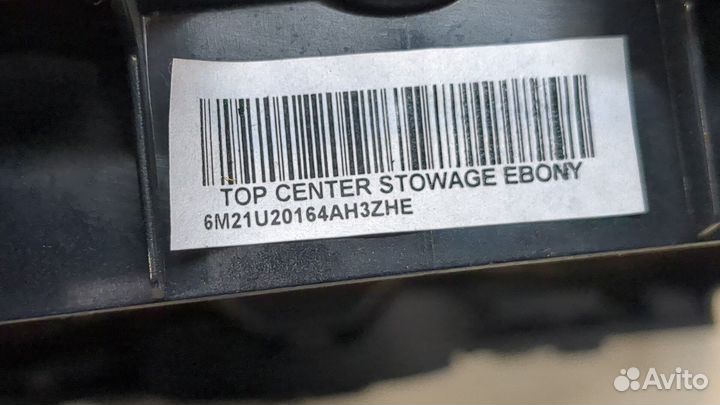 TOP CENTER STOWAGE EBONY
6M21U20164AH3ZHE
Avito